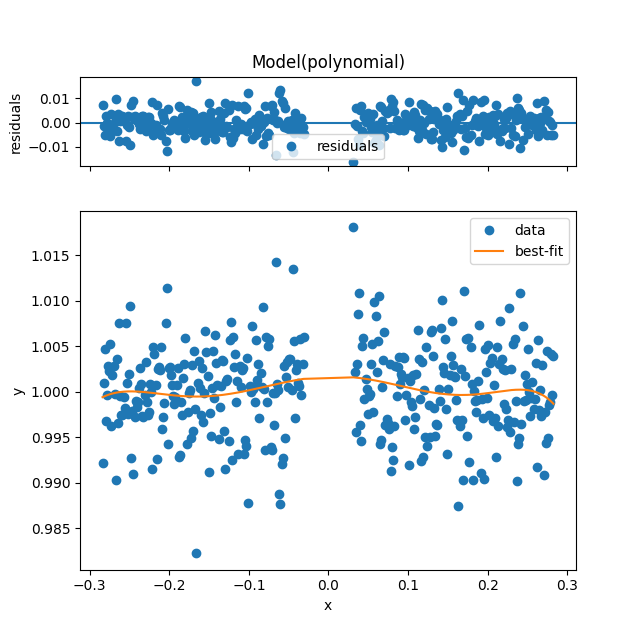 Model(polynomial)
residuals
0.01
0.00
−0.01
residuals
y
1.015
1.010
1.005
1.000
0.995
0.990
0.985
data
best-fit
−0.3 −0.2 −0.1 0.0 0.1 0.2 0.3
x